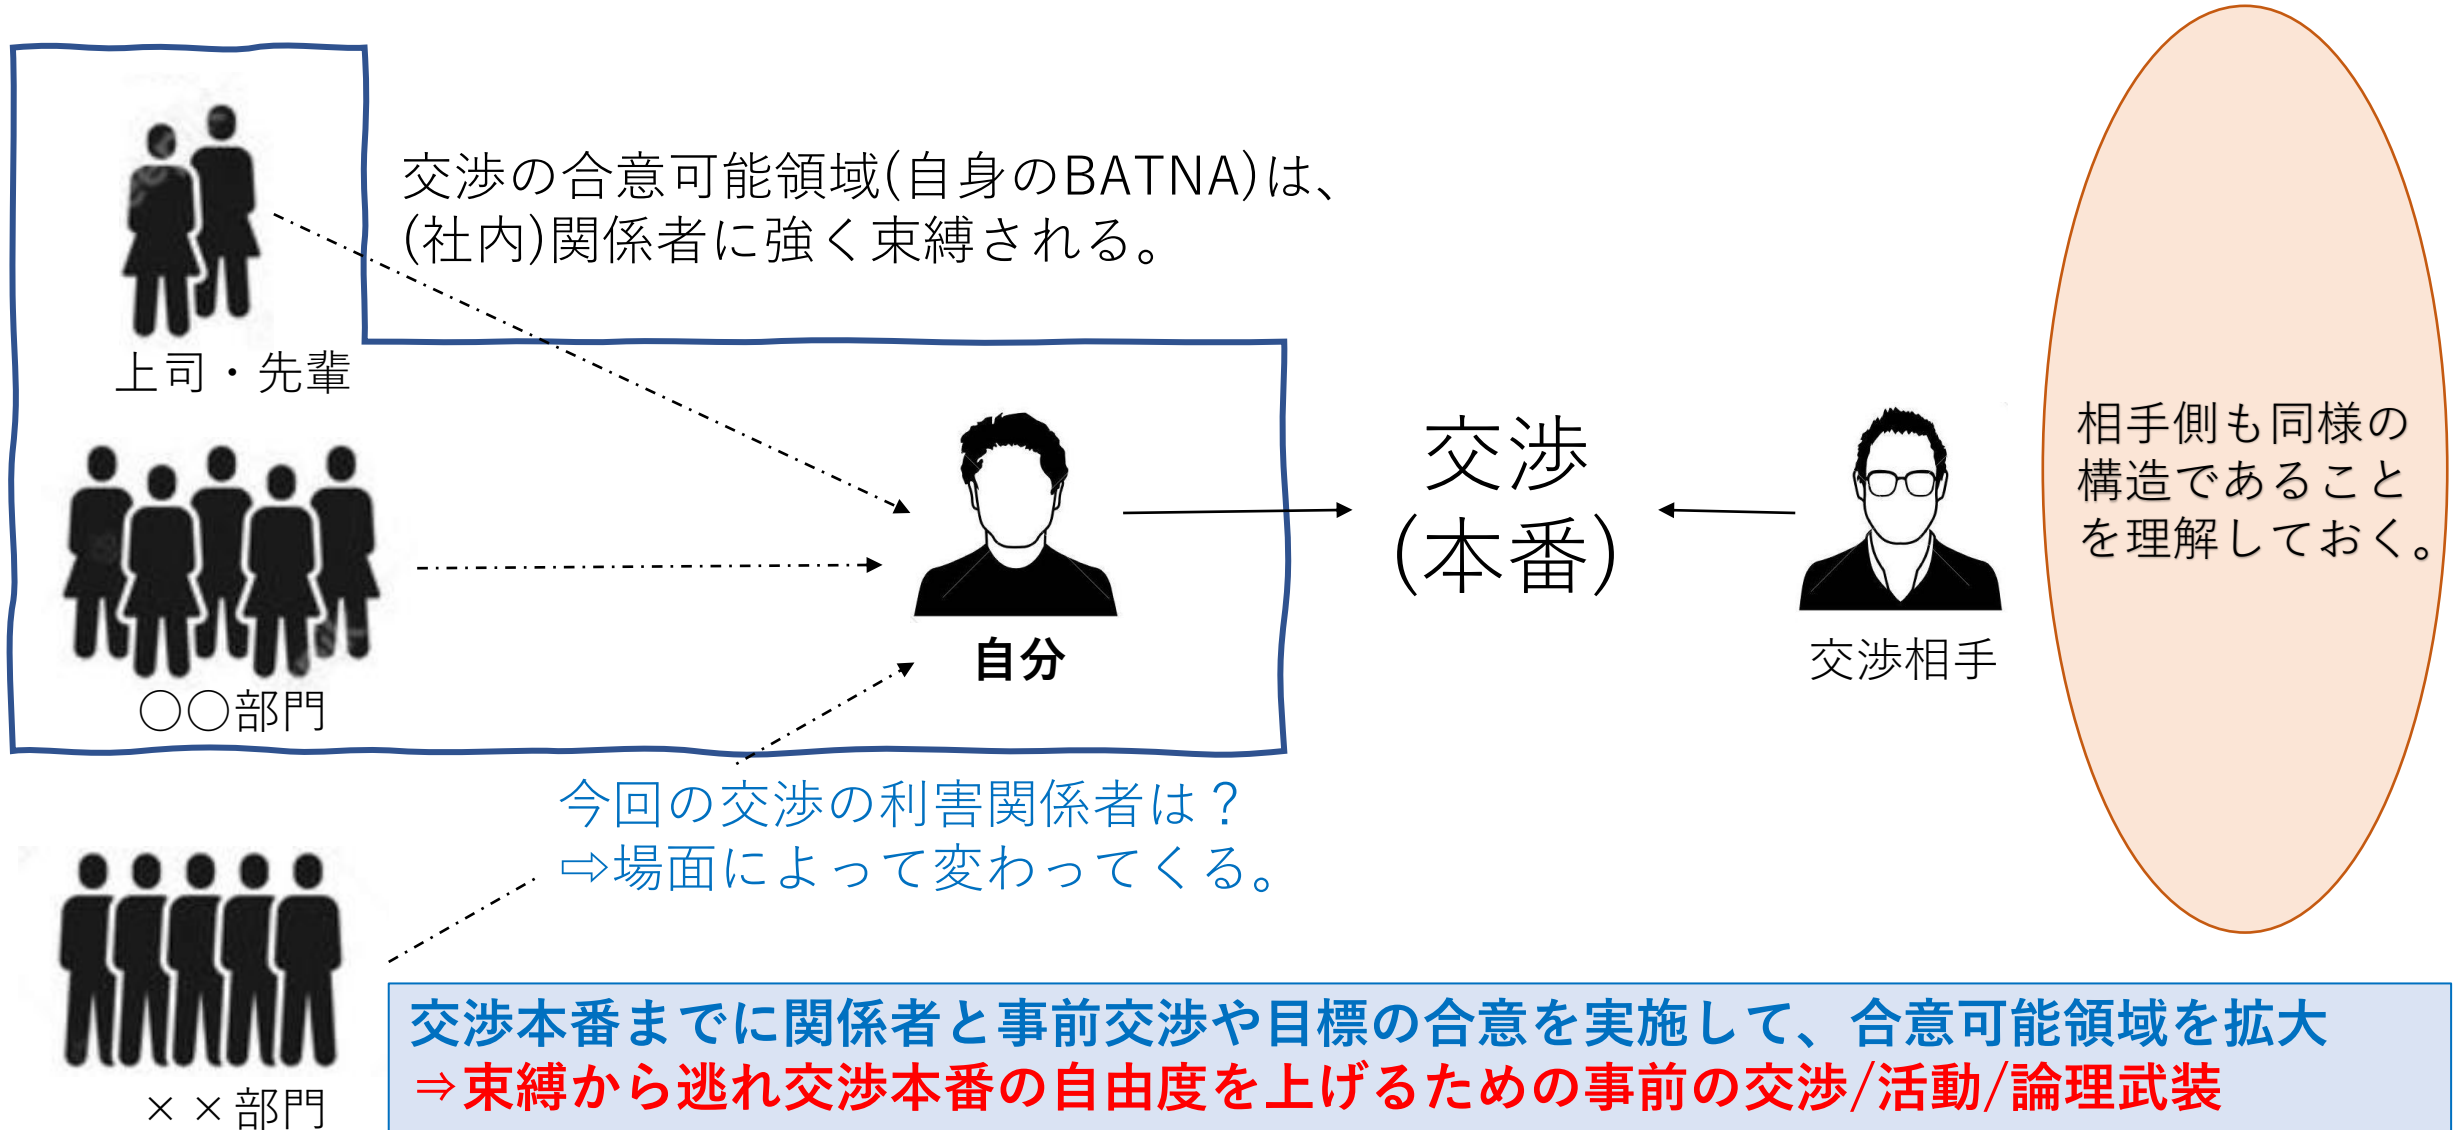 交渉の合意可能領域(自身のBATNA)は、
(社内)関係者に強く束縛される。
上司・先輩
○○部門
自分
交渉
(本番)
交渉相手
相手側も同様の
構造であること
を理解しておく。
今回の交渉の利害関係者は？
⇨場面によって変わってくる。
××部門
交渉本番までに関係者と事前交渉や目標の合意を実施して、合意可能領域を拡大
⇒束縛から逃れ交渉本番の自由度を上げるための事前の交渉/活動/論理武装